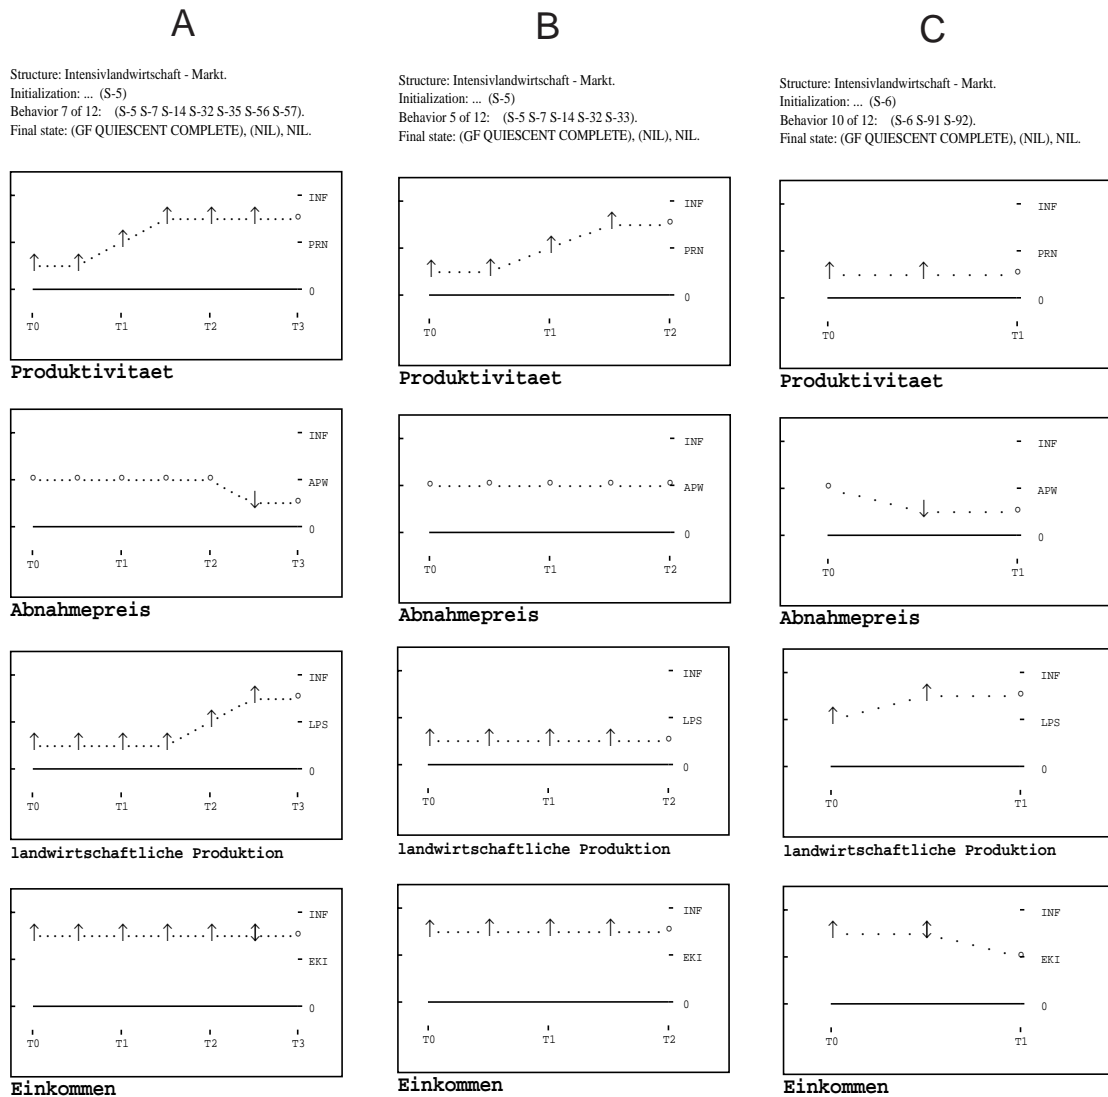 A
Structure: Intensivlandwirtschaft - Markt.
Initialization: ... (S-5)
Behavior 7 of 12: (S-5 S-7 S-14 S-32 S-35 S-56 S-57).
Final state: (GF QUIESCENT COMPLETE), (NIL), NIL.
INF
PRN
0
T0 T1 T2 T3
Produktivitaet
INF
APW
0
T0 T1 T2 T3
Abnahmepreis
INF
LPS
0
T0 T1 T2 T3
landwirtschaftliche Produktion
INF
EKI
0
T0 T1 T2 T3
Einkommen
B
Structure: Intensivlandwirtschaft - Markt.
Initialization: ... (S-5)
Behavior 5 of 12: (S-5 S-7 S-14 S-32 S-33).
Final state: (GF QUIESCENT COMPLETE), (NIL), NIL.
INF
PRN
0
T0 T1 T2
Produktivitaet
INF
APW
0
T0 T1 T2
Abnahmepreis
INF
LPS
0
T0 T1 T2
landwirtschaftliche Produktion
INF
EKI
0
T0 T1 T2
Einkommen
C
Structure: Intensivlandwirtschaft - Markt.
Initialization: ... (S-6)
Behavior 10 of 12: (S-6 S-91 S-92).
Final state: (GF QUIESCENT COMPLETE), (NIL), NIL.
INF
PRN
0
T0 T1
Produktivitaet
INF
APW
0
T0 T1
Abnahmepreis
INF
LPS
0
T0 T1
landwirtschaftliche Produktion
INF
EKI
0
T0 T1
Einkommen